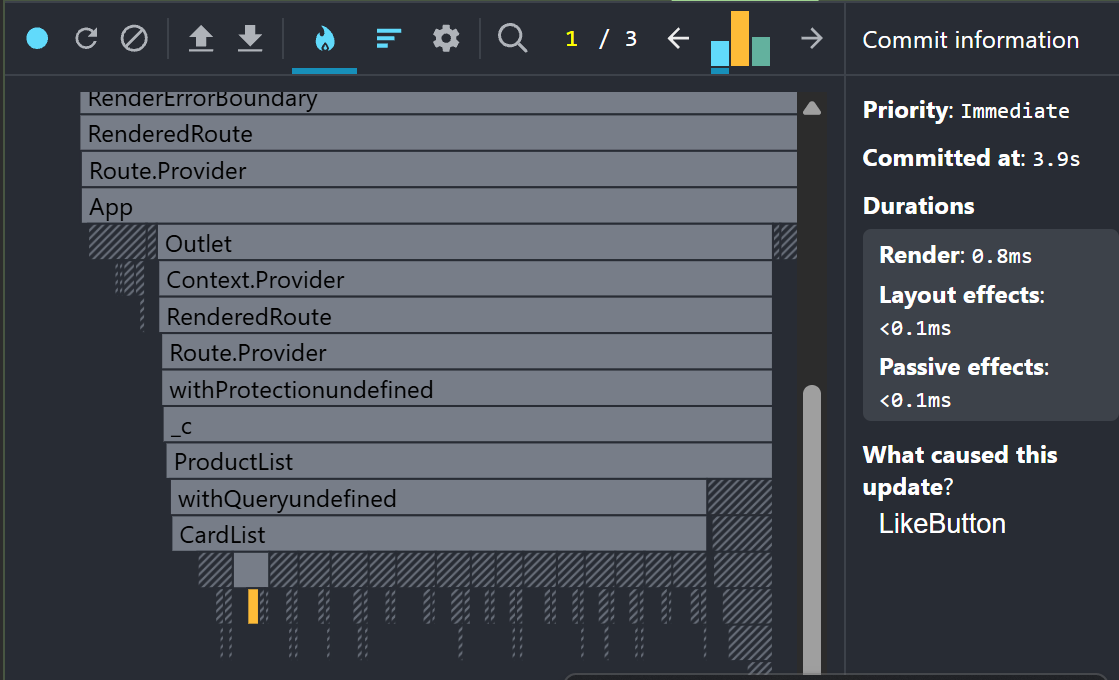 1 / 3
Commit information
RenderErrorBoundary
RenderedRoute
Route.Provider
App
Outlet
Context.Provider
RenderedRoute
Route.Provider
withProtectionundefined
_c
ProductList
withQueryundefined
CardList
Priority: Immediate
Committed at: 3.9s
Durations
Render: 0.8ms
Layout effects:
<0.1ms
Passive effects:
<0.1ms
What caused this
update?
LikeButton